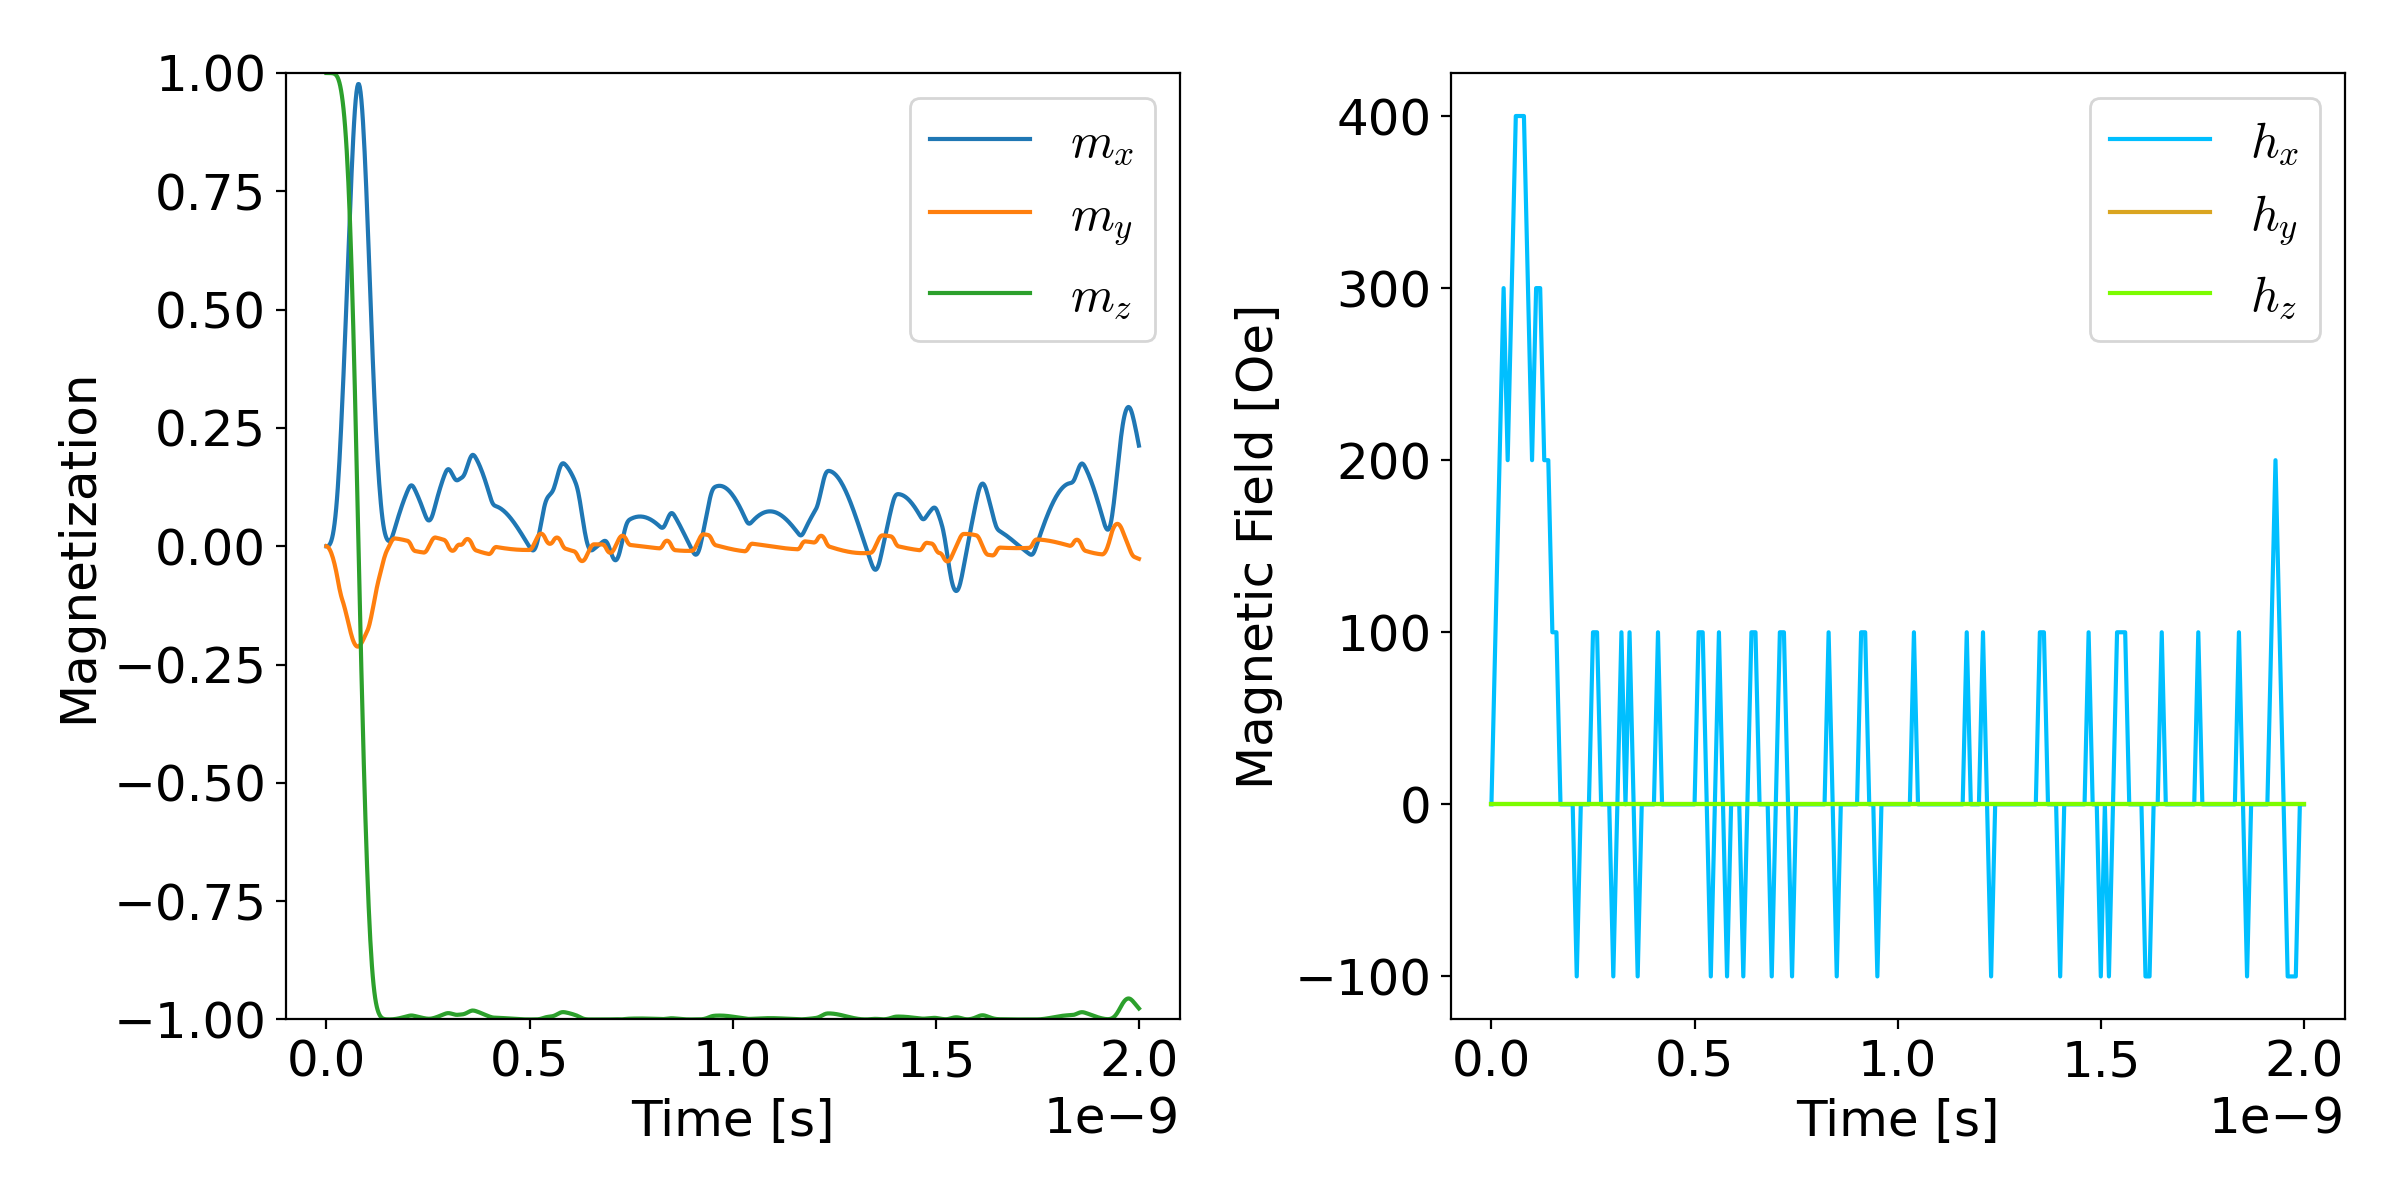 1.00
0.75
0.50
0.25
0.00
−0.25
−0.50
−0.75
−1.00
Magnetization
0.0 0.5 1.0 1.5 2.0
Time [s]
1e−9
m_x
m_y
m_z
400
300
200
100
0
−100
Magnetic Field [Oe]
0.0 0.5 1.0 1.5 2.0
Time [s]
1e−9
h_x
h_y
h_z